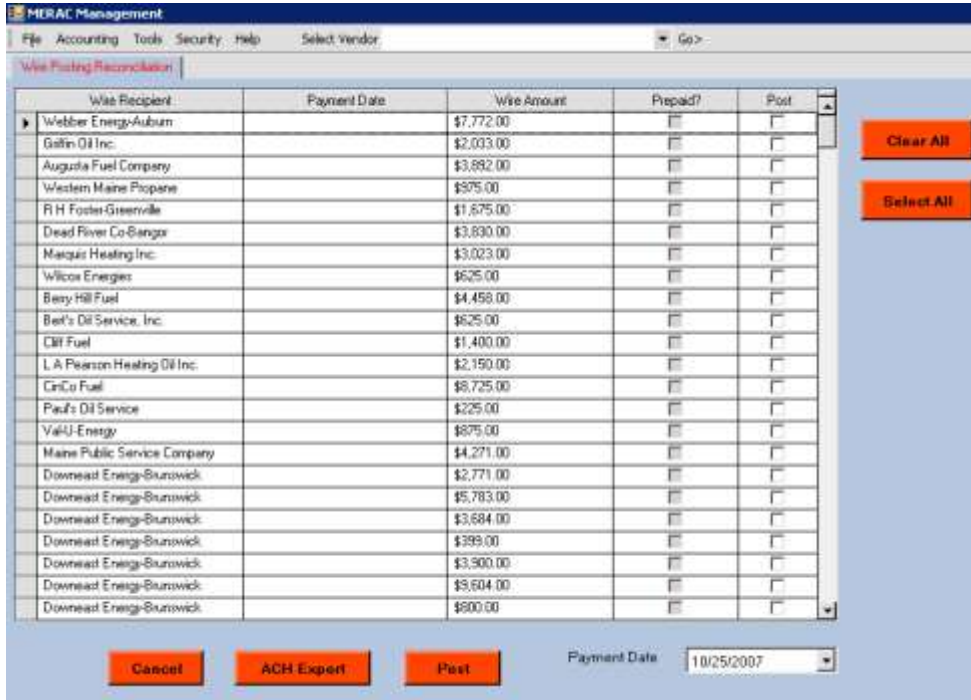 MERAC Management
File Accounting Tools Security Help Select Vendor Go>
Wire Posting Reconciliation
Wire Recipient Payment Date Wire Amount Prepaid? Post
Webber Energy-Auburn $7,772.00
Griffin Oil Inc. $2,033.00
Augusta Fuel Company $3,892.00
Western Maine Propane $975.00
R H Foster-Greenville $1,675.00
Dead River Co-Bangor $3,830.00
Marquis Heating Inc. $3,023.00
Wilcox Energies $625.00
Berry Hill Fuel $4,458.00
Bert's Oil Service, Inc. $625.00
Cliff Fuel $1,400.00
L A Pearson Heating Oil Inc. $2,150.00
CinCo Fuel $8,725.00
Paul's Oil Service $225.00
Val-U-Energy $875.00
Maine Public Service Company $4,271.00
Downeast Energy-Brunswick $2,771.00
Downeast Energy-Brunswick $5,783.00
Downeast Energy-Brunswick $3,684.00
Downeast Energy-Brunswick $399.00
Downeast Energy-Brunswick $3,900.00
Downeast Energy-Brunswick $9,604.00
Downeast Energy-Brunswick $800.00
Clear All
Select All
Cancel ACH Export Post Payment Date 10/25/2007